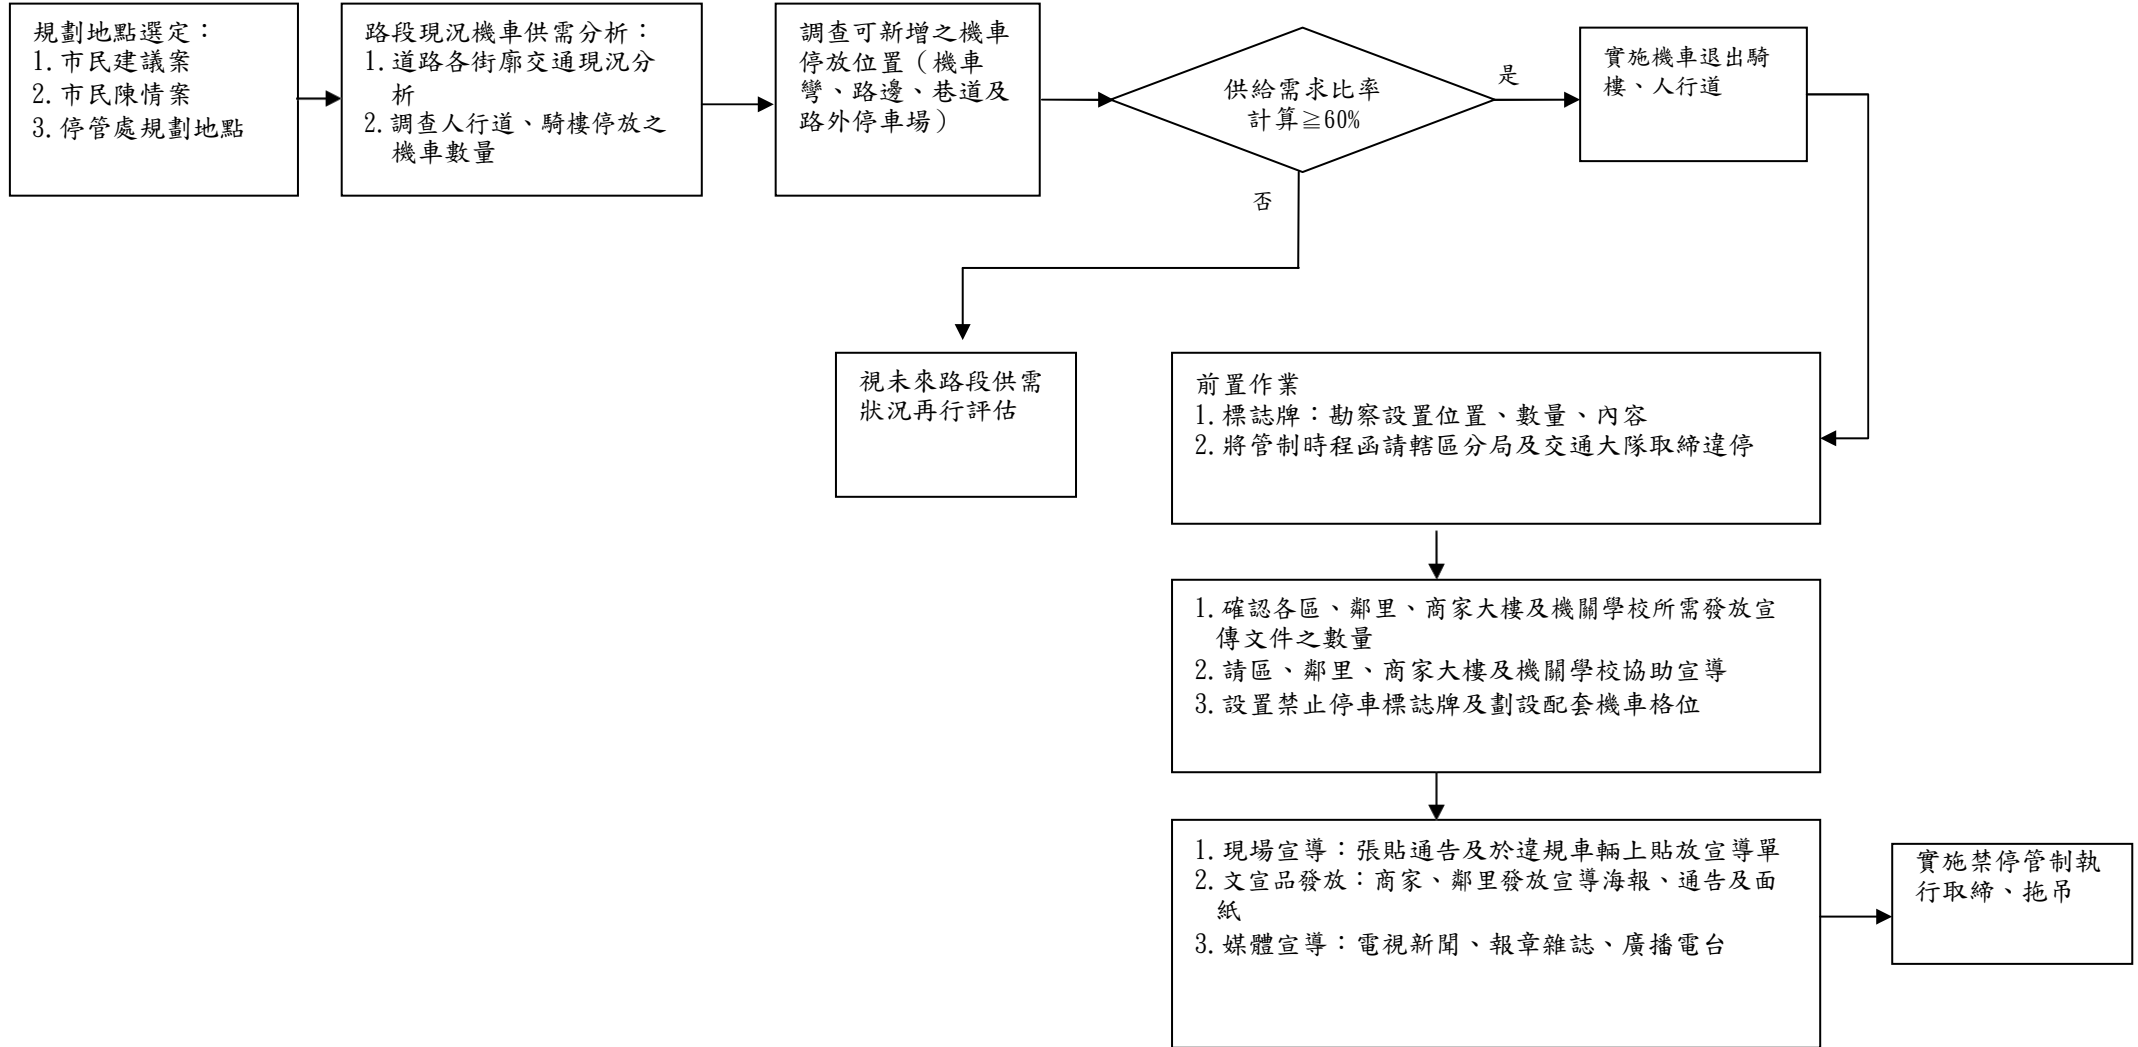 規劃地點選定：
1.市民建議案
2.市民陳情案
3.停管處規劃地點
路段現況機車供需分析：
1.道路各街廓交通現況分
析
2.調查人行道、騎樓停放之
機車數量
調查可新增之機車
停放位置（機車
彎、路邊、巷道及
路外停車場）
供給需求比率
計算≧60%
是
實施機車退出騎
樓、人行道
否
視未來路段供需
狀況再行評估
前置作業
1.標誌牌：勘察設置位置、數量、內容
2.將管制時程函請轄區分局及交通大隊取締違停
1.確認各區、鄰里、商家大樓及機關學校所需發放宣
傳文件之數量
2.請區、鄰里、商家大樓及機關學校協助宣導
3.設置禁止停車標誌牌及劃設配套機車格位
1.現場宣導：張貼通告及於違規車輛上貼放宣導單
2.文宣品發放：商家、鄰里發放宣導海報、通告及面
紙
3.媒體宣導：電視新聞、報章雜誌、廣播電台
實施禁停管制執
行取締、拖吊